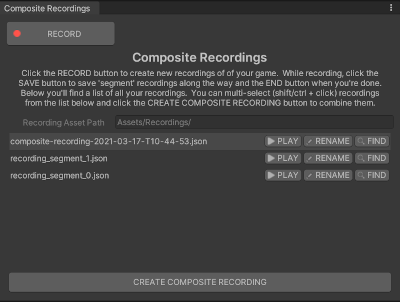 Composite Recordings
RECORD
Composite Recordings
Click the RECORD button to create new recordings of of your game. While recording, click the
SAVE button to save 'segment' recordings along the way and the END button when you're done.
Below you'll find a list of all your recordings. You can multi-select (shift/ctrl + click) recordings
from the list below and click the CREATE COMPOSITE RECORDING button to combine them.
Recording Asset Path Assets/Recordings/
composite-recording-2021-03-17-T10-44-53.json PLAY RENAME FIND
recording_segment_1.json PLAY RENAME FIND
recording_segment_0.json PLAY RENAME FIND
CREATE COMPOSITE RECORDING